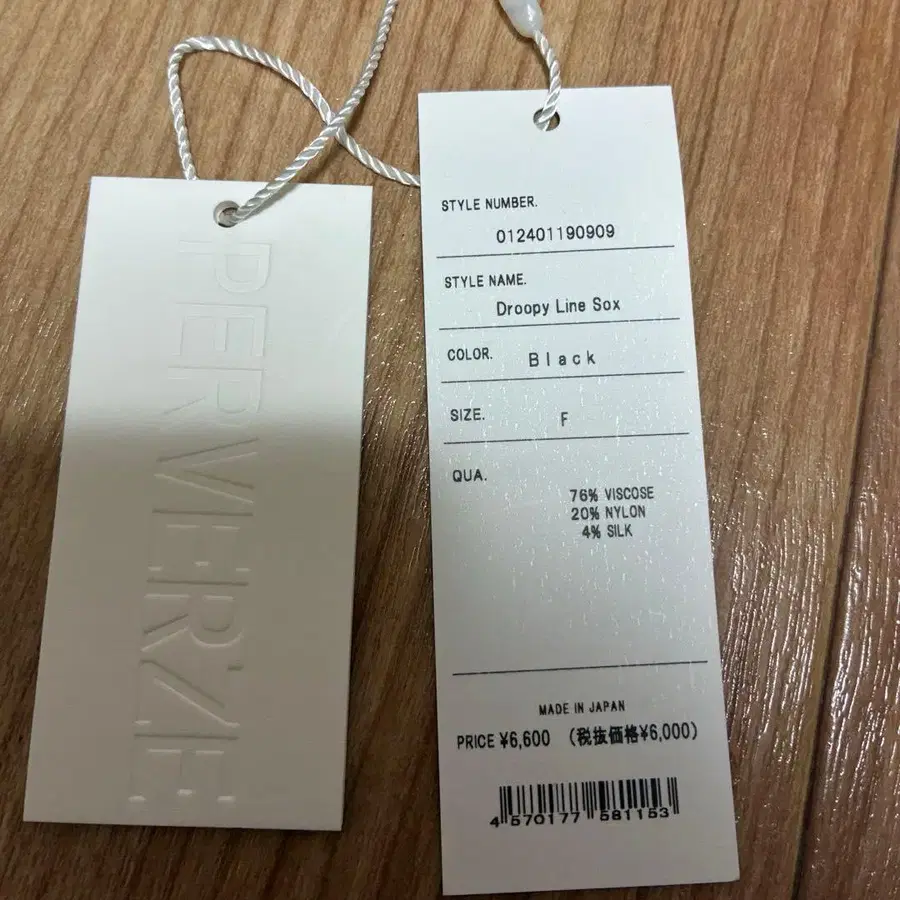 PERVERZE
STYLE NUMBER.
012401190909
STYLE NAME.
Droopy Line Sox
COLOR. Black
SIZE. F
QUA.
76% VISCOSE
20% NYLON
4% SILK
MADE IN JAPAN
PRICE ¥6,600 (税抜価格¥6,000)
4 570177 581153